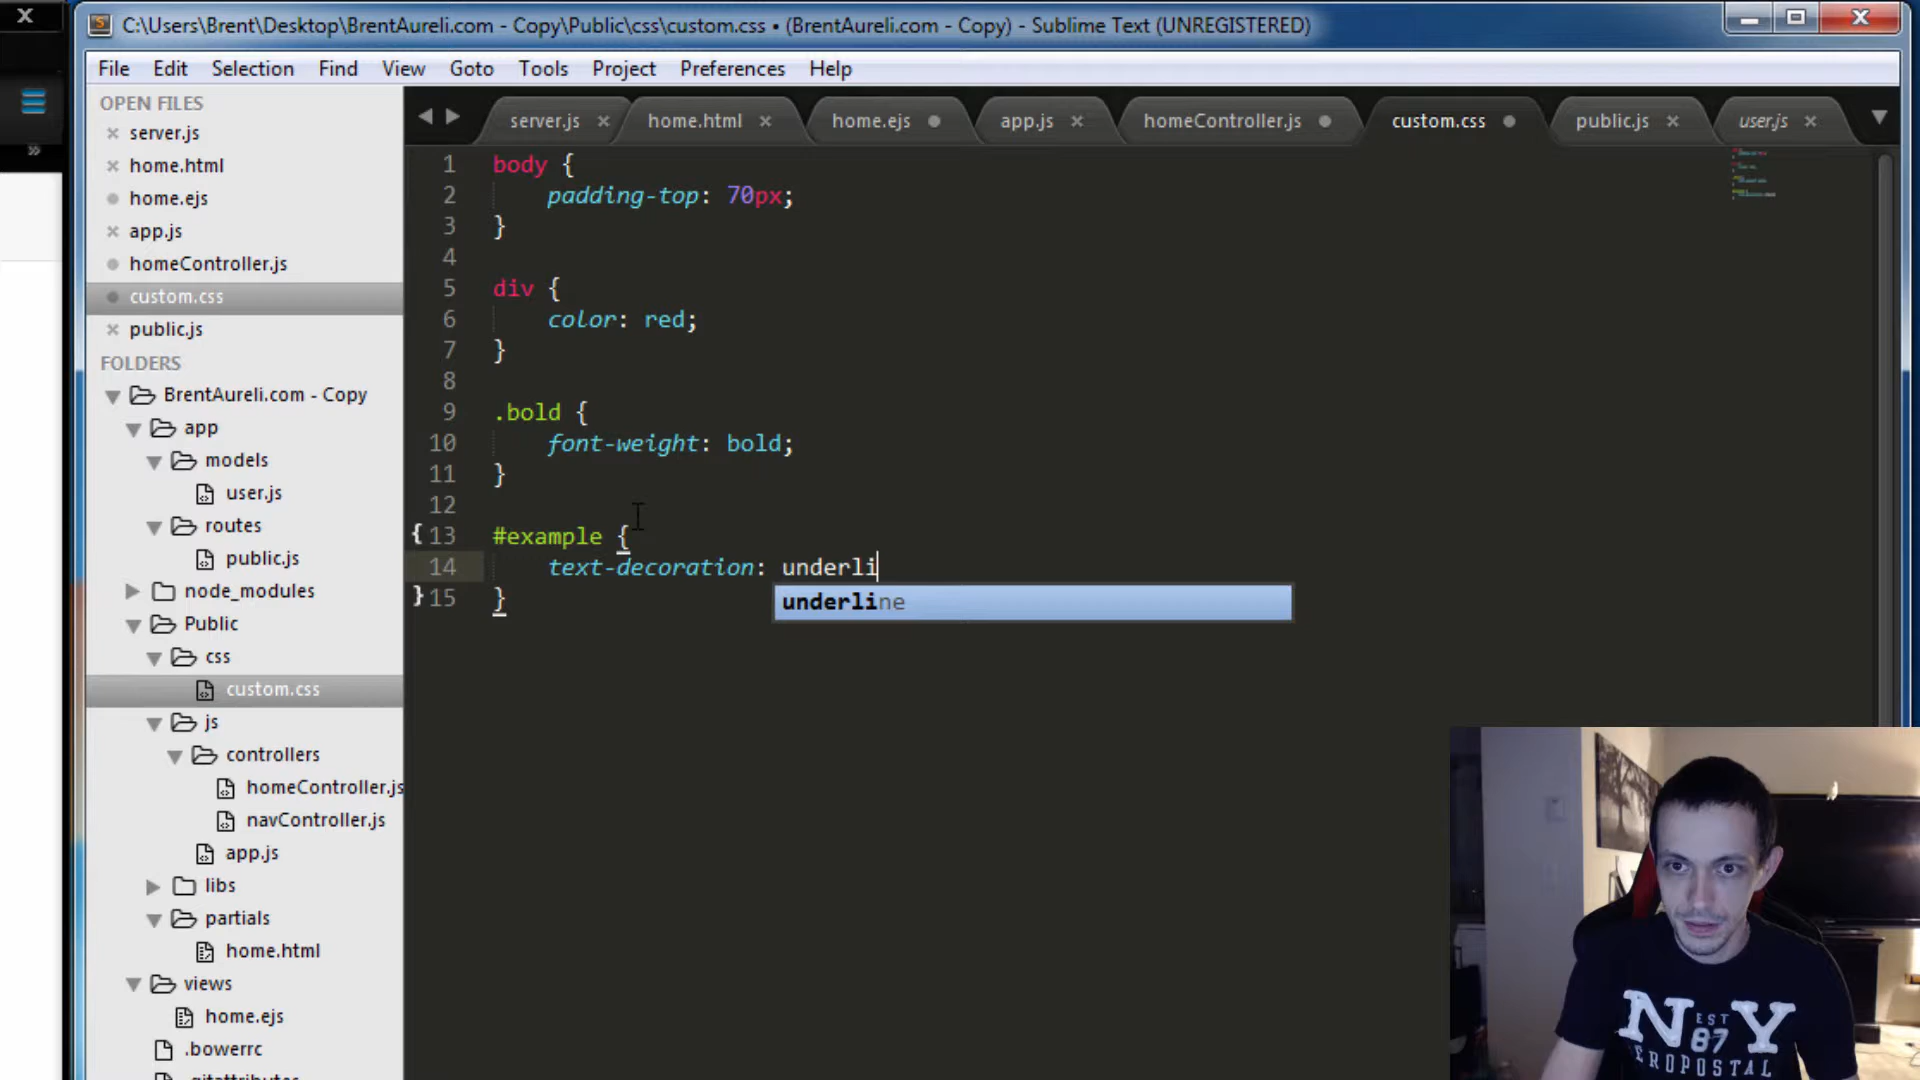 C:\Users\Brent\Desktop\BrentAureli.com - Copy\Public\css\custom.css • (BrentAureli.com - Copy) - Sublime Text (UNREGISTERED)
File Edit Selection Find View Goto Tools Project Preferences Help
OPEN FILES
server.js
home.html
home.ejs
app.js
homeController.js
custom.css
public.js
FOLDERS
BrentAureli.com - Copy
app
models
user.js
routes
public.js
node_modules
Public
css
custom.css
js
controllers
homeController.js
navController.js
app.js
libs
partials
home.html
views
home.ejs
.bowerrc
.gitattributes
server.js home.html home.ejs app.js homeController.js custom.css public.js user.js
1 body {
2 padding-top: 70px;
3 }
4
5 div {
6 color: red;
7 }
8
9 .bold {
10 font-weight: bold;
11 }
12
13 #example {
14 text-decoration: underli
15 }
underline
NY
EST
87
AEROPOSTAL